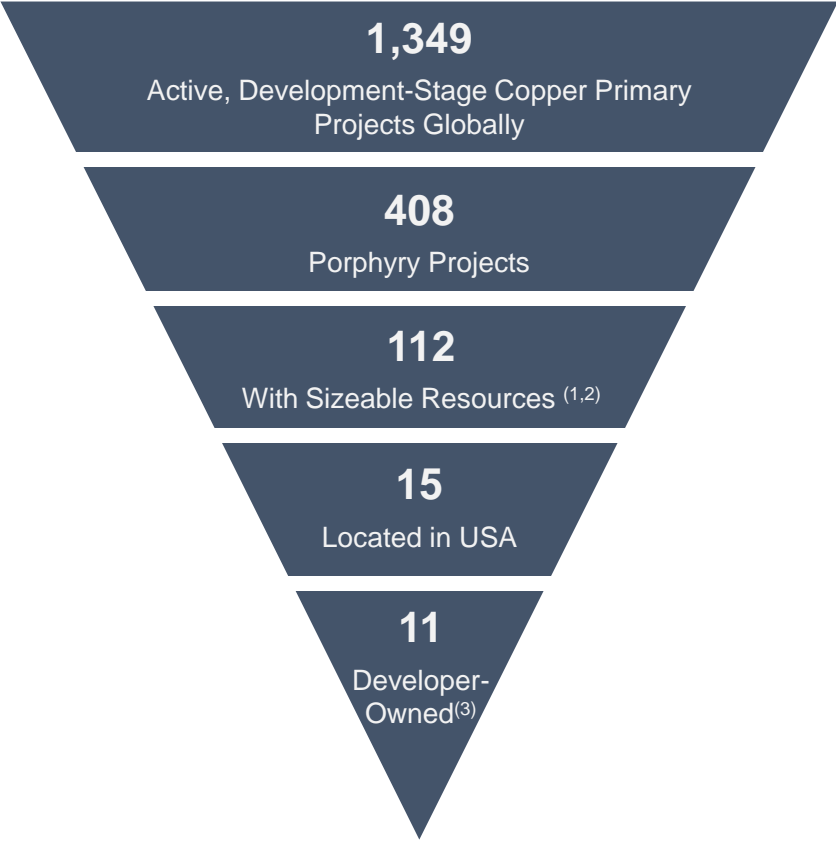 1,349
Active, Development-Stage Copper Primary
Projects Globally
408
Porphyry Projects
112
With Sizeable Resources (1,2)
15
Located in USA
11
Developer-
Owned(3)